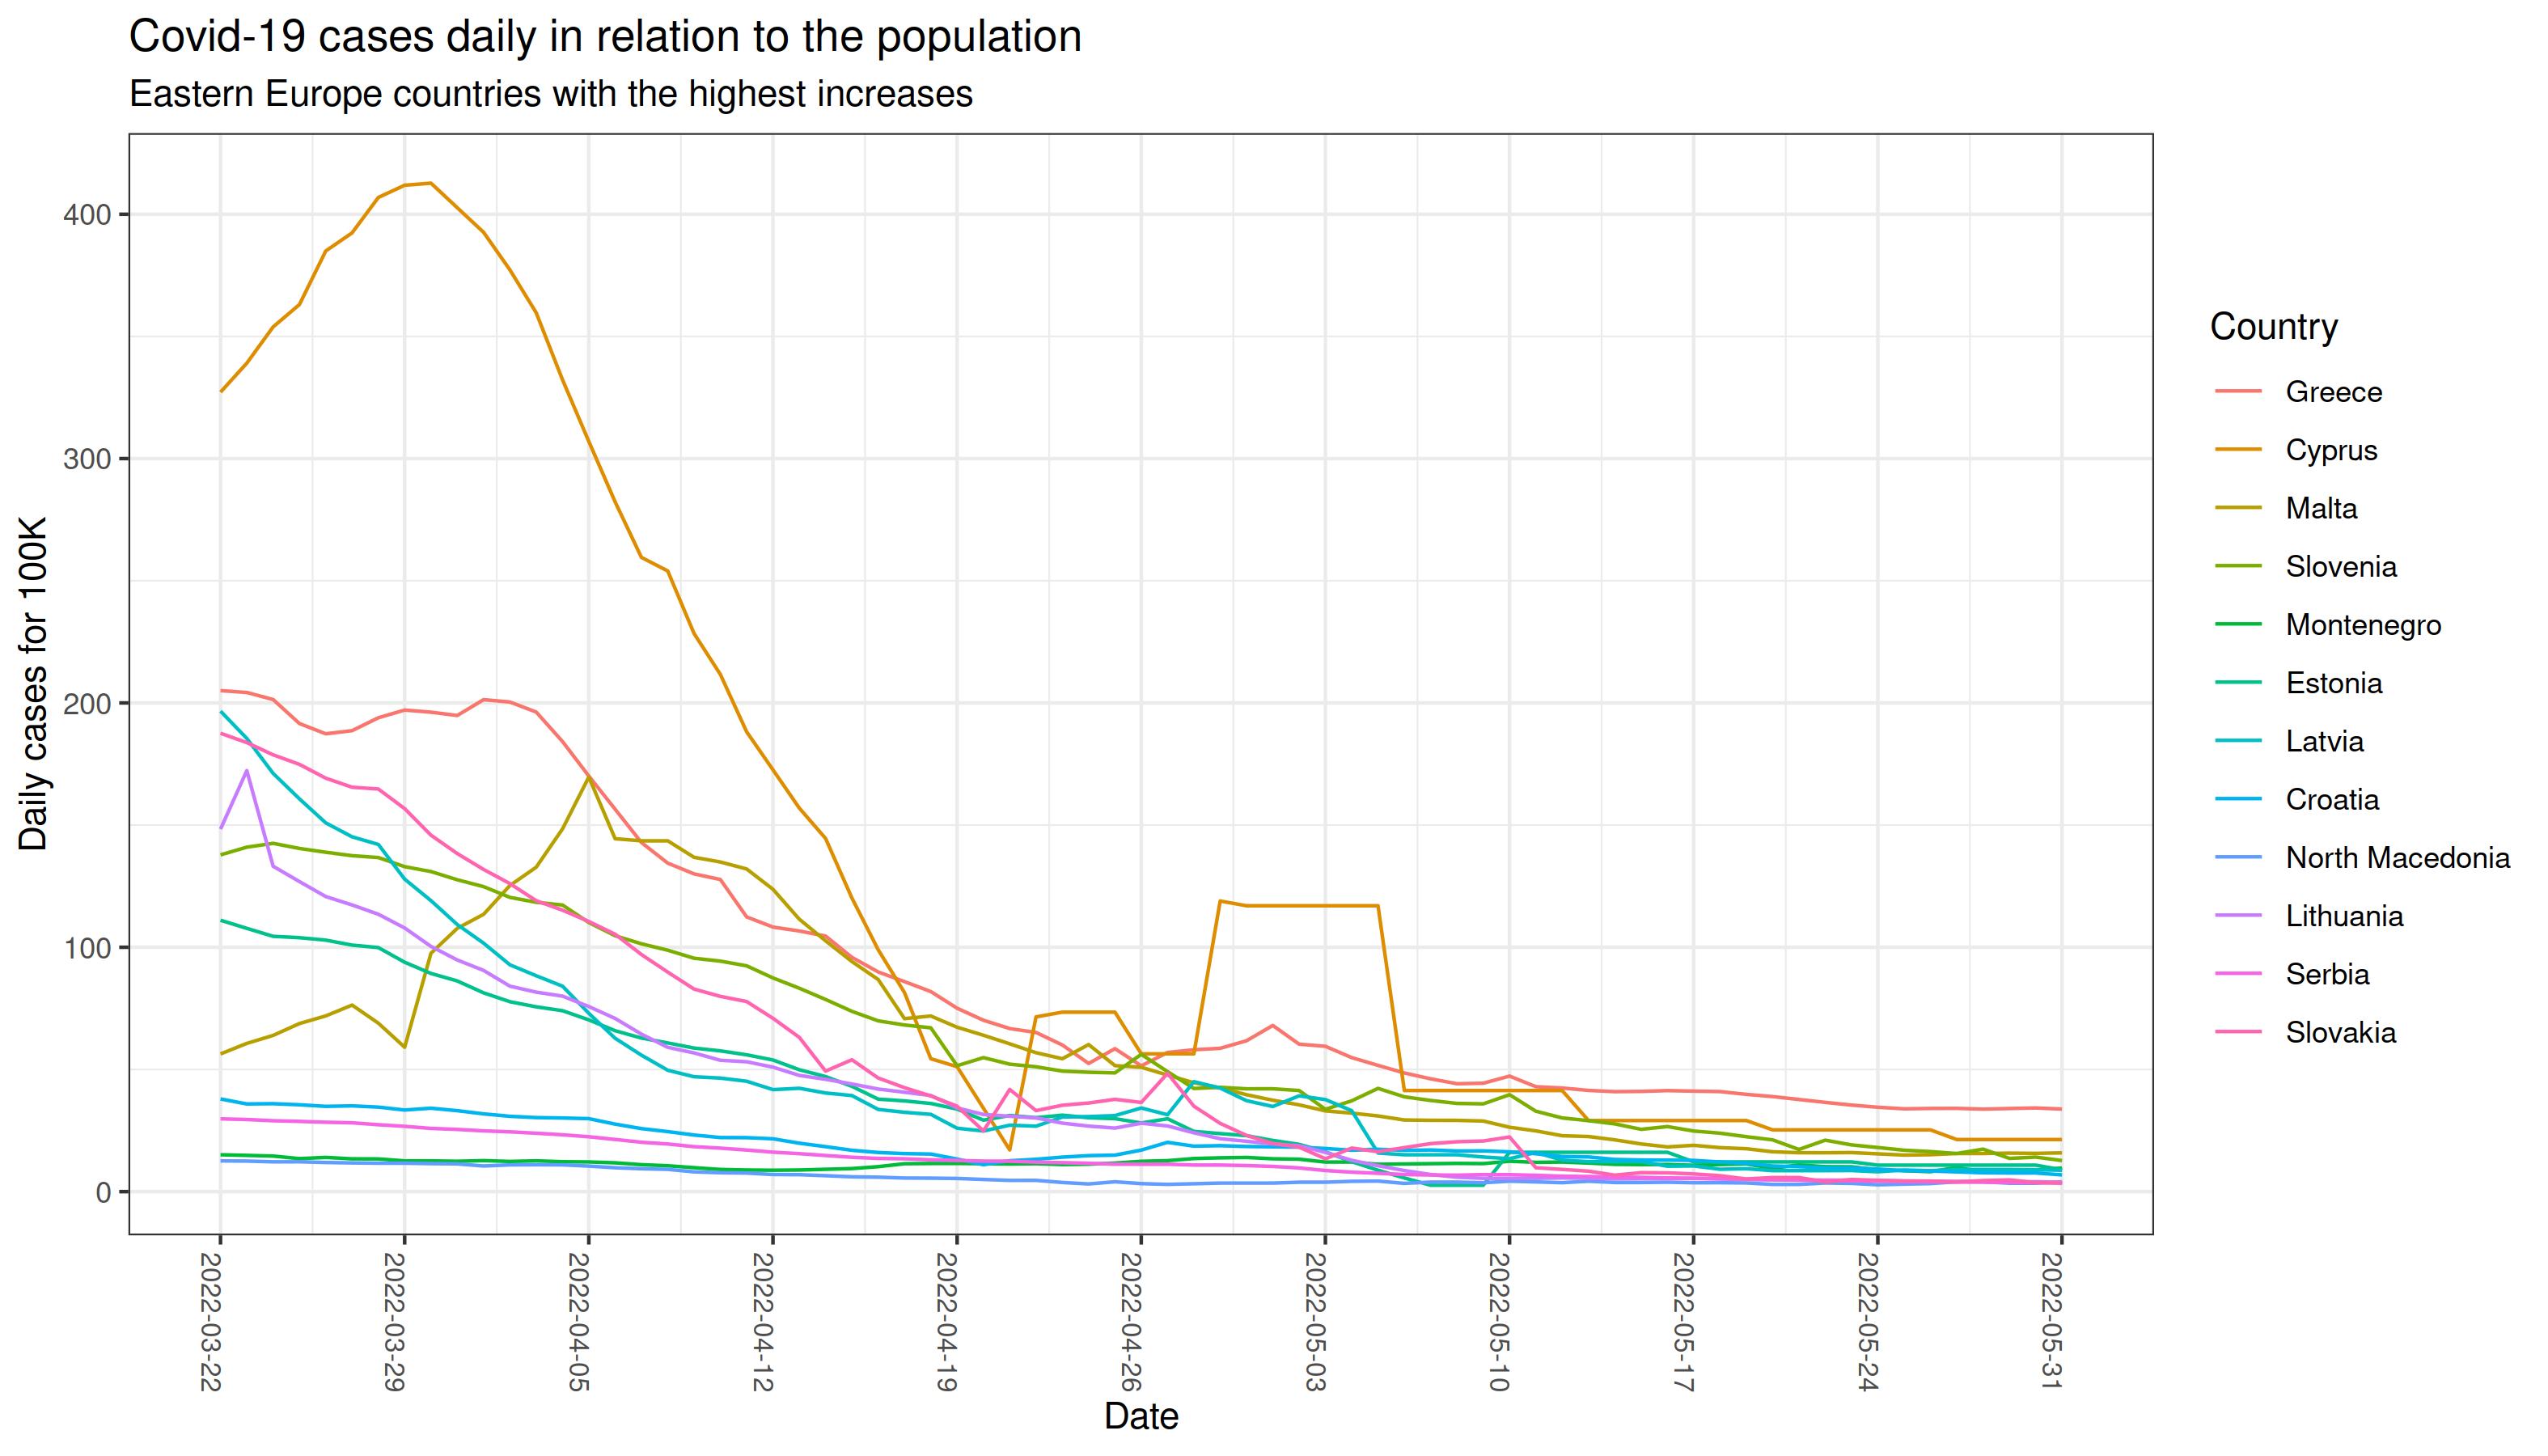 Covid-19 cases daily in relation to the population
Eastern Europe countries with the highest increases
Daily cases for 100K
400
300
200
100
0
2022-03-22
2022-03-29
2022-04-05
2022-04-12
2022-04-19
2022-04-26
2022-05-03
2022-05-10
2022-05-17
2022-05-24
2022-05-31
Date
Country
Greece
Cyprus
Malta
Slovenia
Montenegro
Estonia
Latvia
Croatia
North Macedonia
Lithuania
Serbia
Slovakia